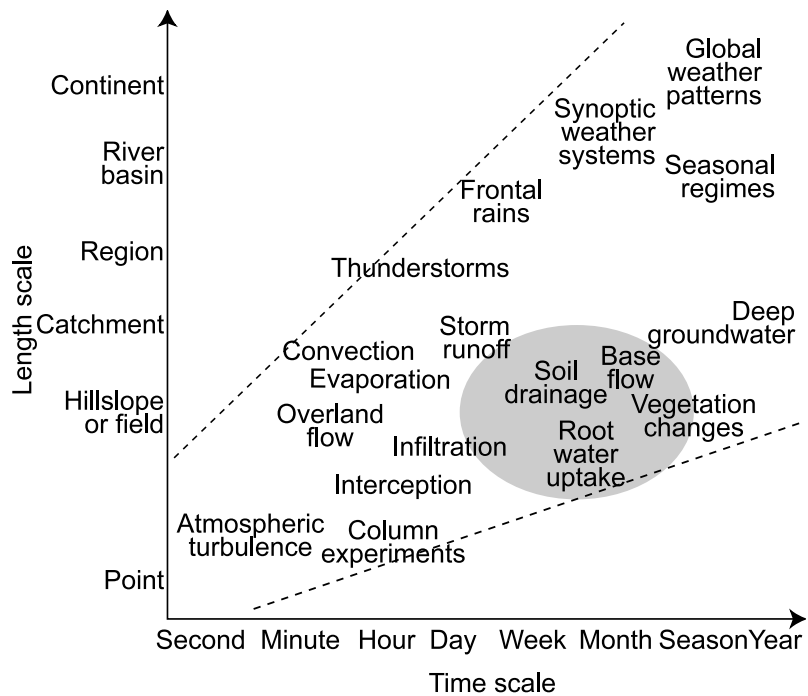 Continent
River
basin
Region
Catchment
Hillslope
or field
Point
Length scale
Global
weather
patterns
Synoptic
weather
systems
Seasonal
regimes
Frontal
rains
Thunderstorms
Deep
groundwater
Storm
runoff
Convection
Evaporation
Base
flow
Soil
drainage
Vegetation
changes
Overland
flow
Infiltration
Root
water
uptake
Interception
Atmospheric
turbulence
Column
experiments
Second Minute Hour Day Week Month Season Year
Time scale